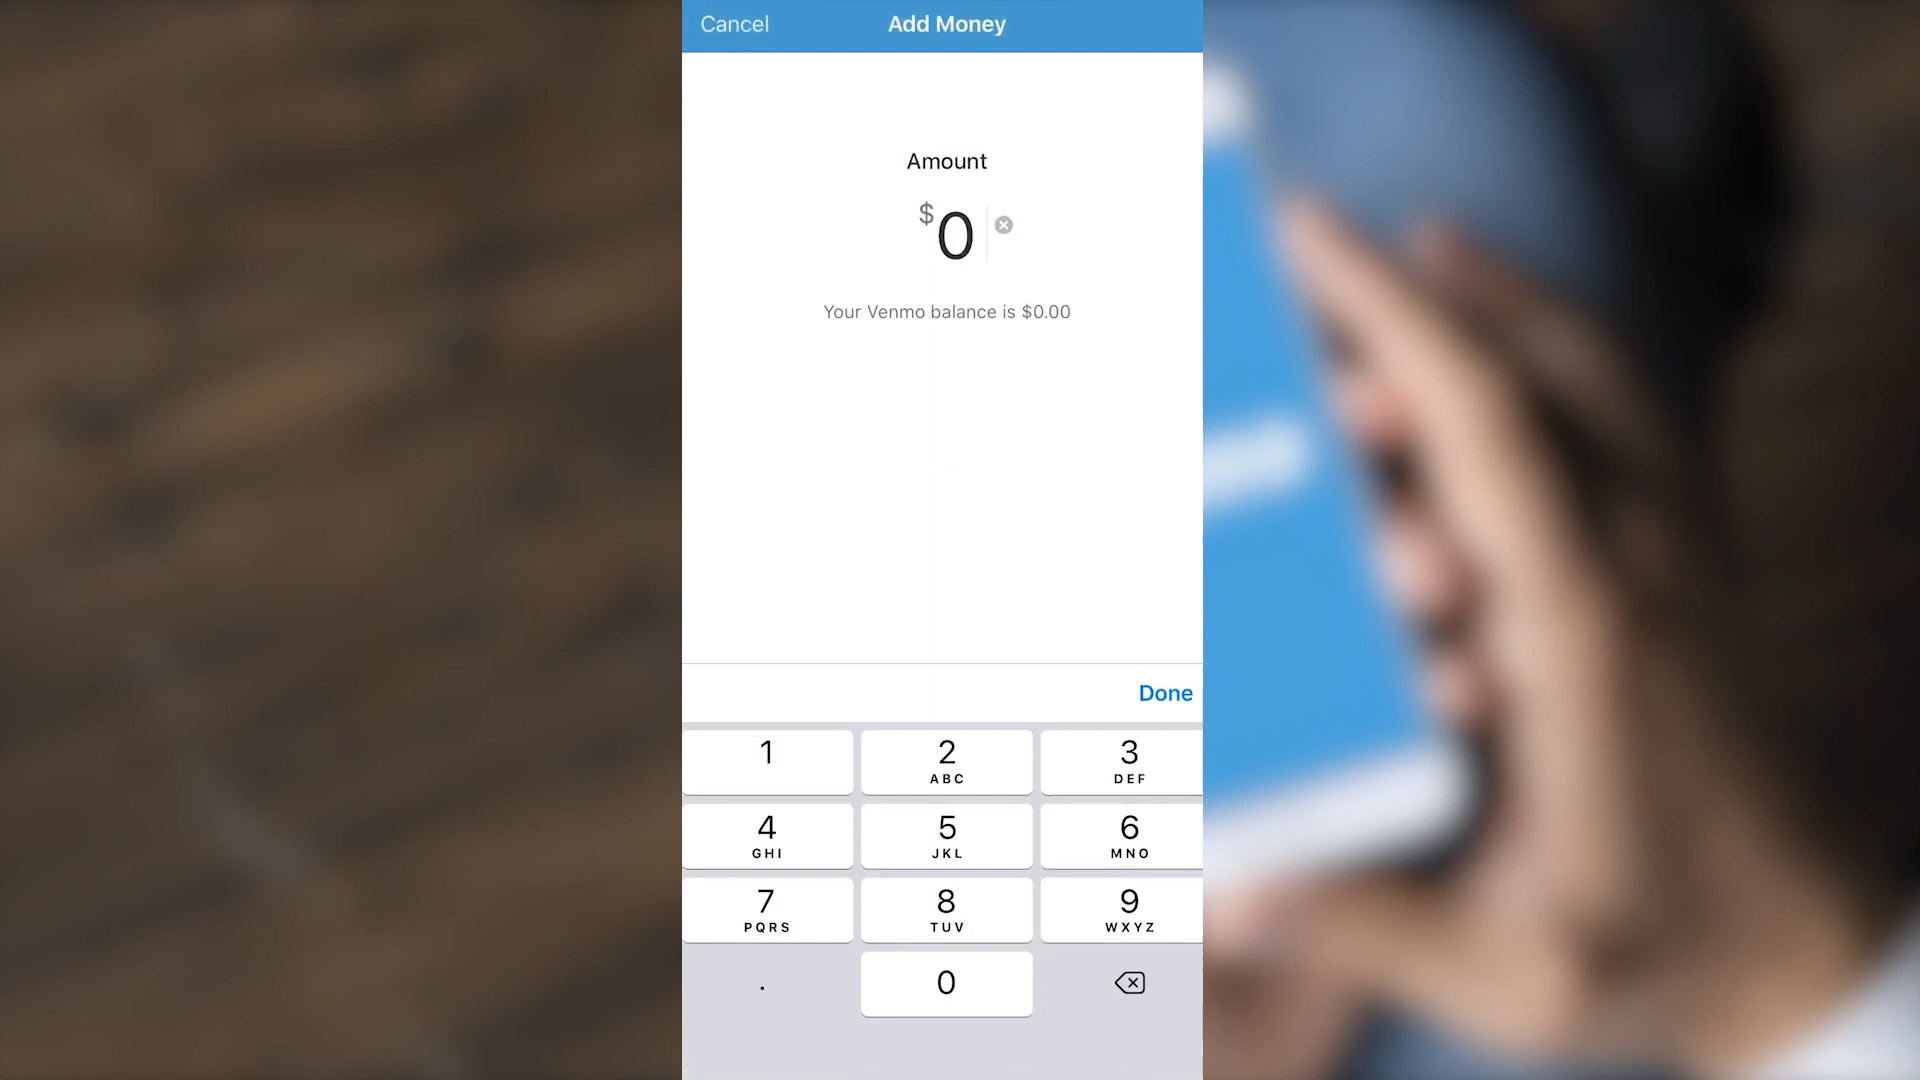 Cancel Add Money
Amount
$0
Your Venmo balance is $0.00
Done
1 2 3
ABC DEF
4 5 6
GHI JKL MNO
7 8 9
PQRS TUV WXYZ
. 0